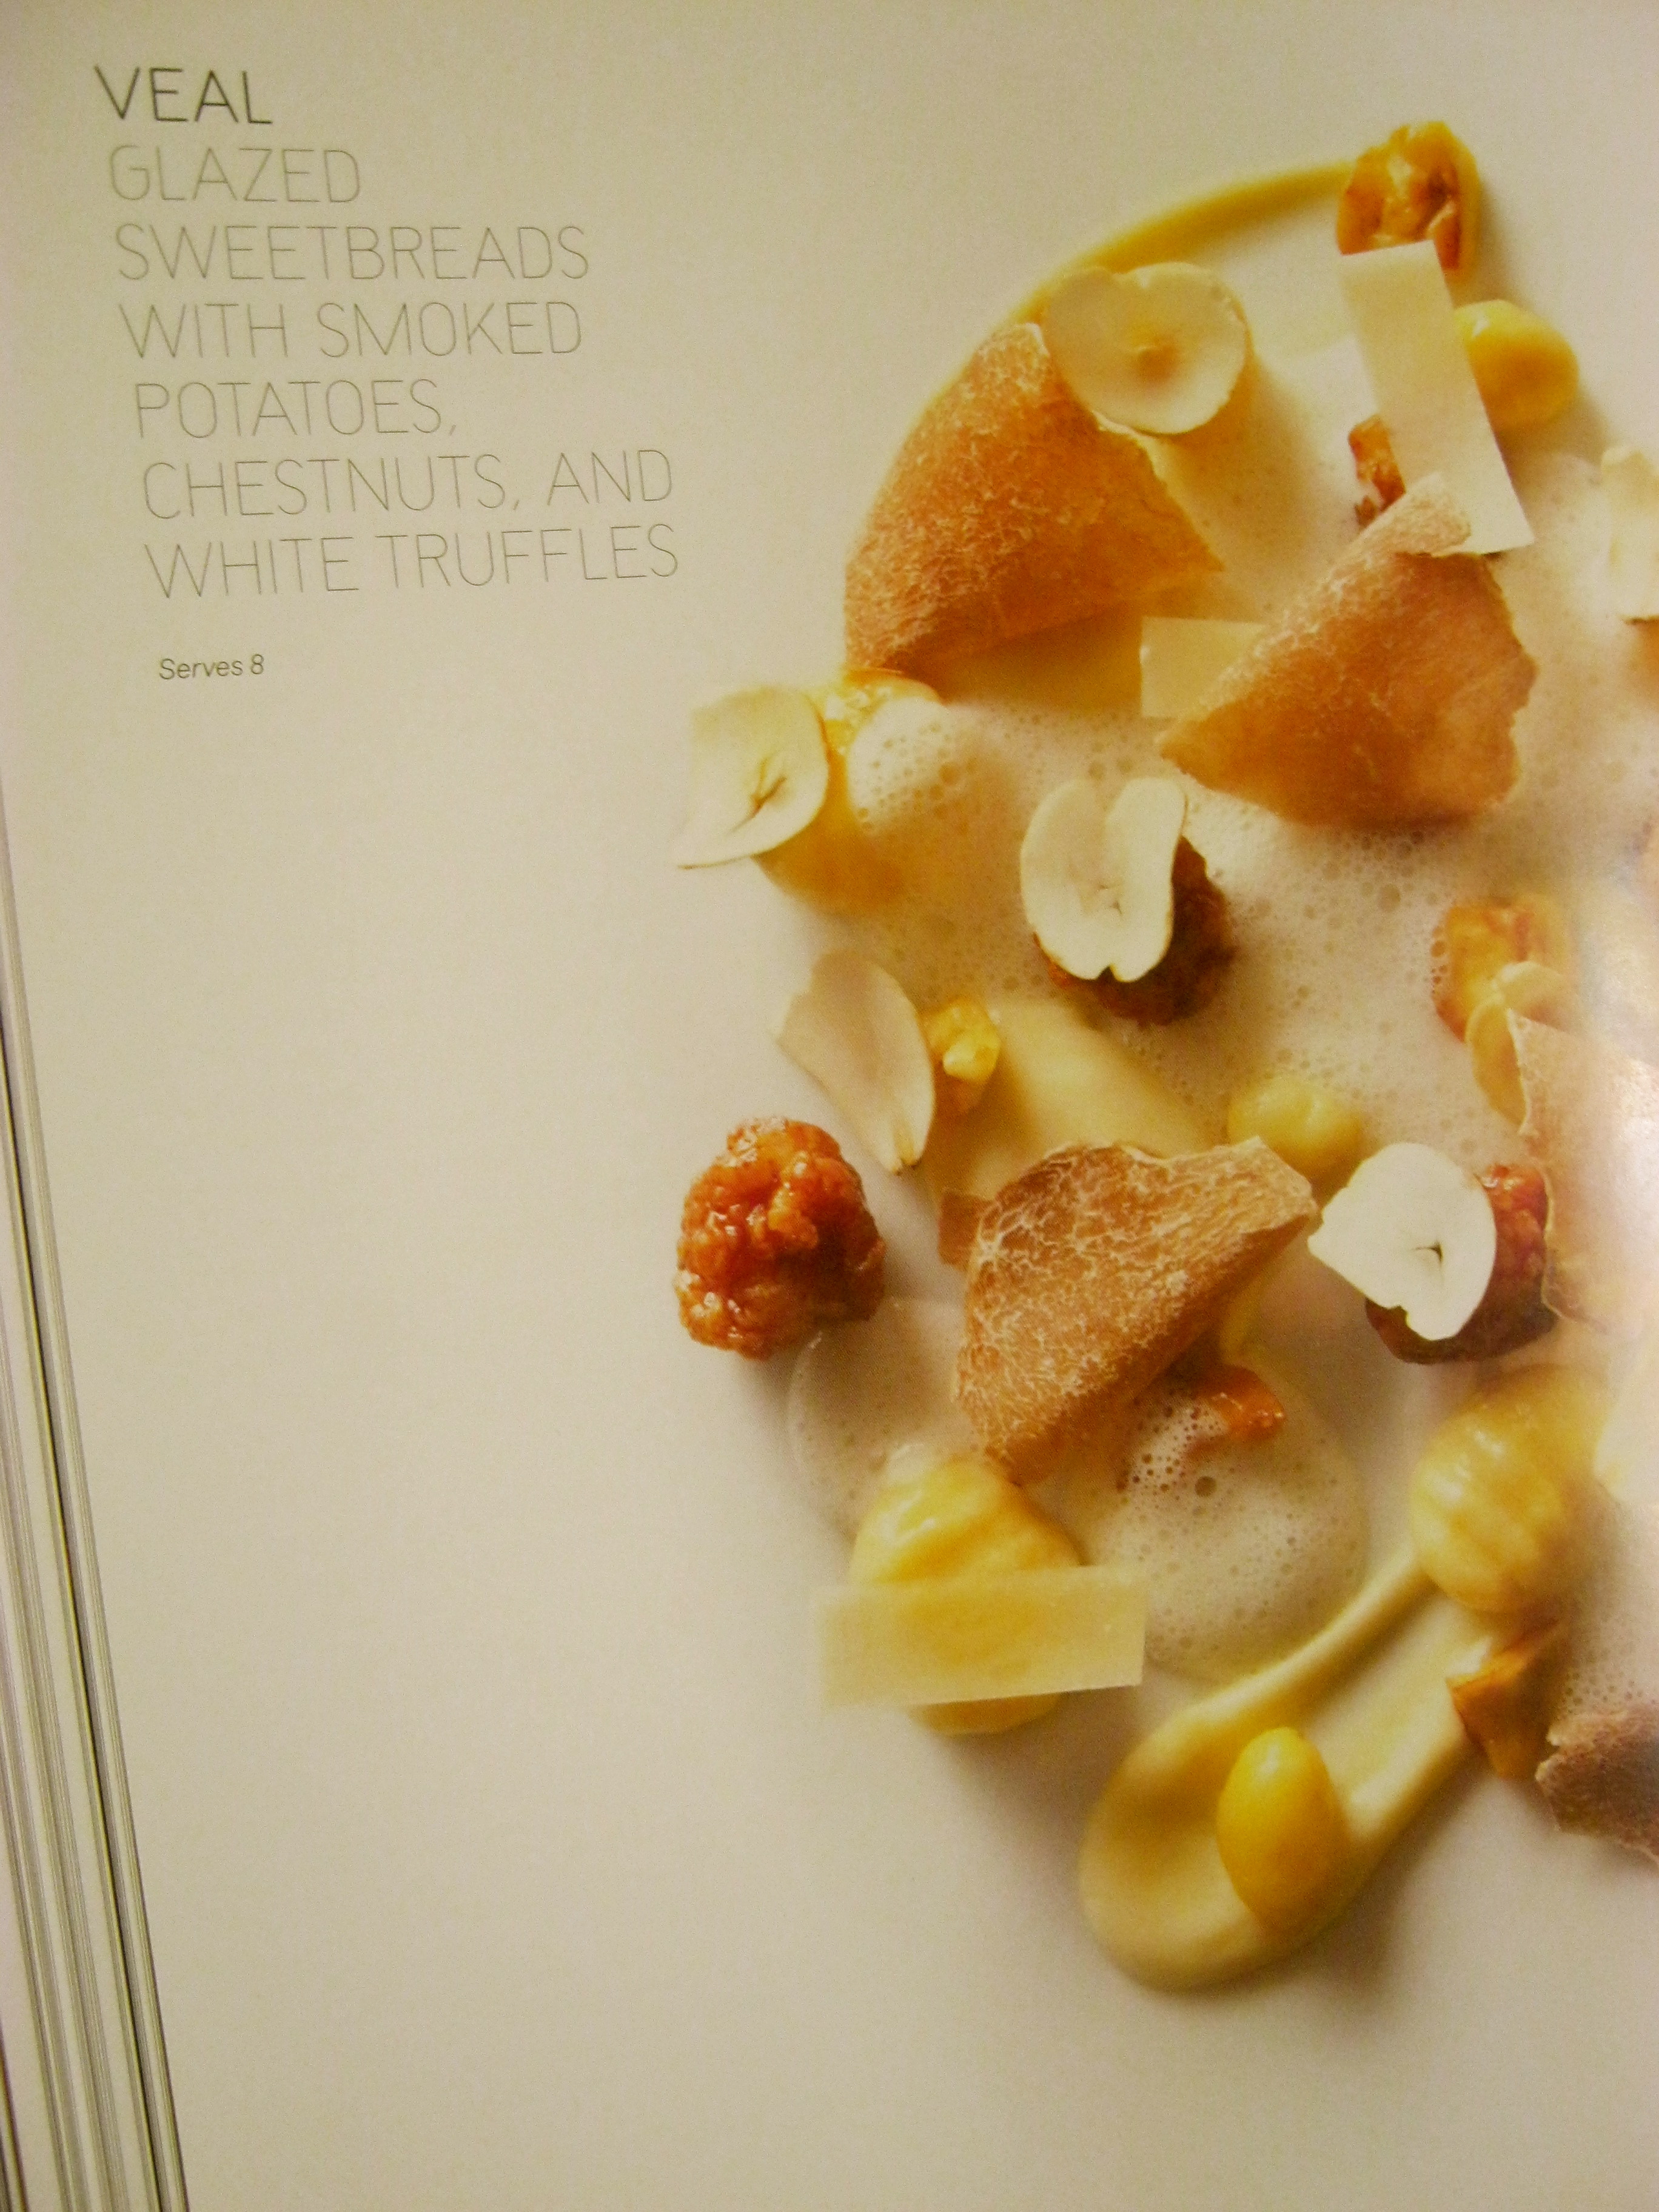 VEAL
GLAZED
SWEETBREADS
WITH SMOKED
POTATOES,
CHESTNUTS, AND
WHITE TRUFFLES
Serves 8